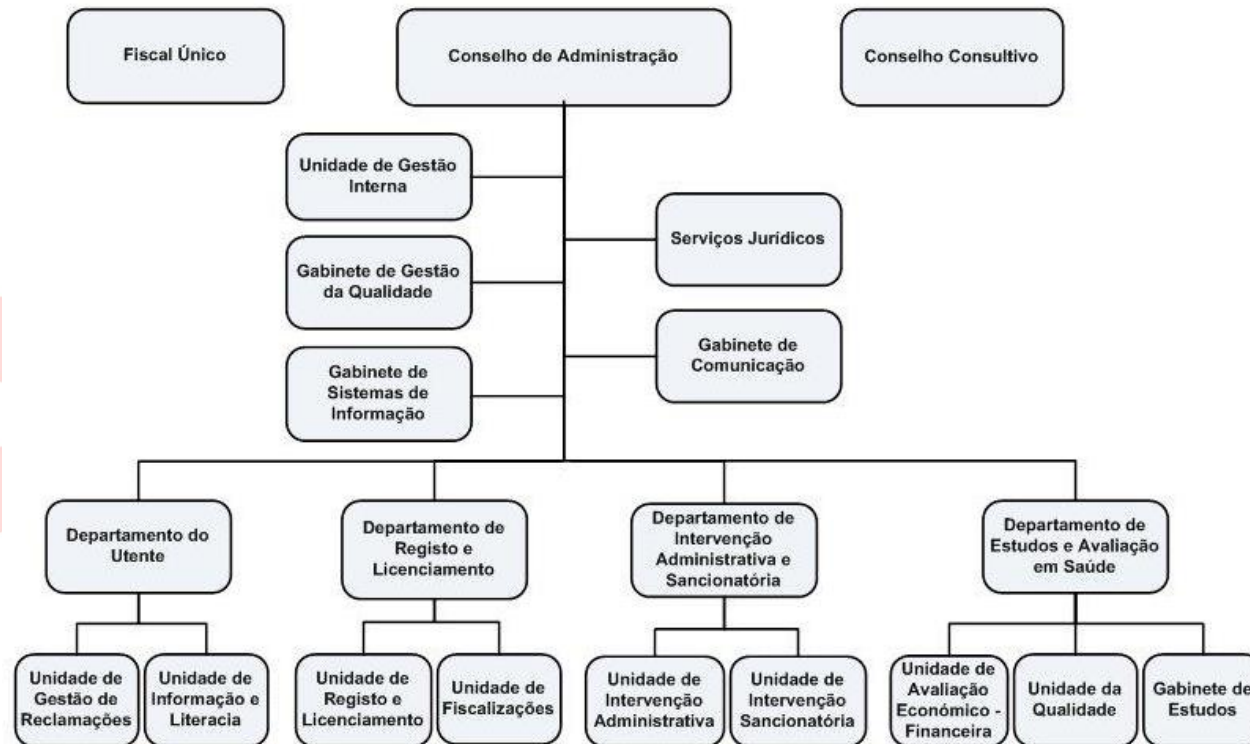 Fiscal Único
Conselho de Administração
Conselho Consultivo
Unidade de Gestão
Interna
Serviços Jurídicos
Gabinete de Gestão
da Qualidade
Gabinete de
Comunicação
Gabinete de
Sistemas de
Informação
Departamento do
Utente
Departamento de
Registo e
Licenciamento
Departamento de
Intervenção
Administrativa e
Sancionatória
Departamento de
Estudos e Avaliação
em Saúde
Unidade de
Gestão de
Reclamações
Unidade de
Informação e
Literacia
Unidade de
Registo e
Licenciamento
Unidade de
Fiscalizações
Unidade de
Intervenção
Administrativa
Unidade de
Intervenção
Sancionatória
Unidade de
Avaliação
Económico -
Financeira
Unidade da
Qualidade
Gabinete de
Estudos